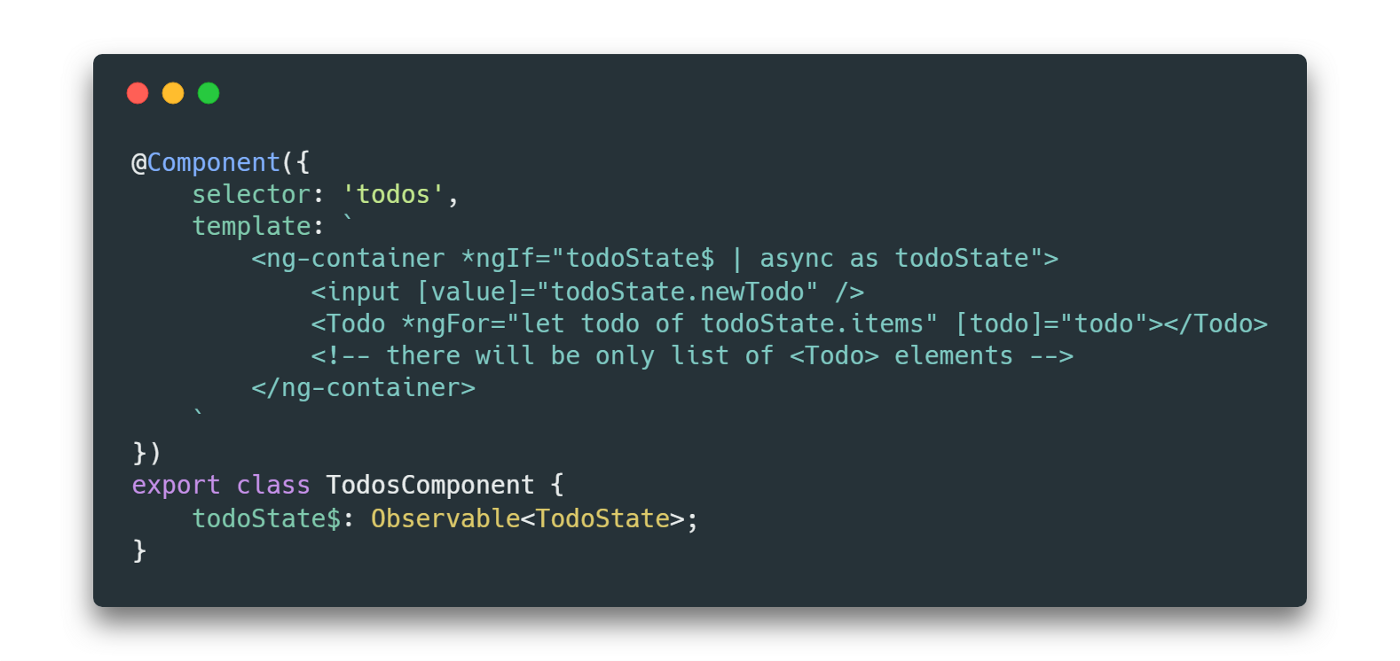 @Component({
    selector: 'todos',
    template: `
        <ng-container *ngIf="todoState$ | async as todoState">
            <input [value]="todoState.newTodo" />
            <Todo *ngFor="let todo of todoState.items" [todo]="todo"></Todo>
            <!-- there will be only list of <Todo> elements -->
        </ng-container>
    `
})
export class TodosComponent {
    todoState$: Observable<TodoState>;
}